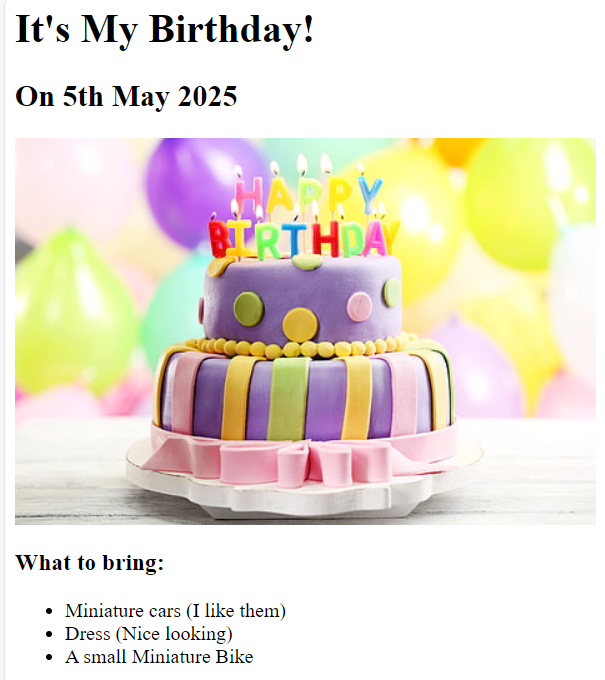 It's My Birthday!
On 5th May 2025
HAPPY
BIRTHDAY
What to bring:
Miniature cars (I like them)
Dress (Nice looking)
A small Miniature Bike